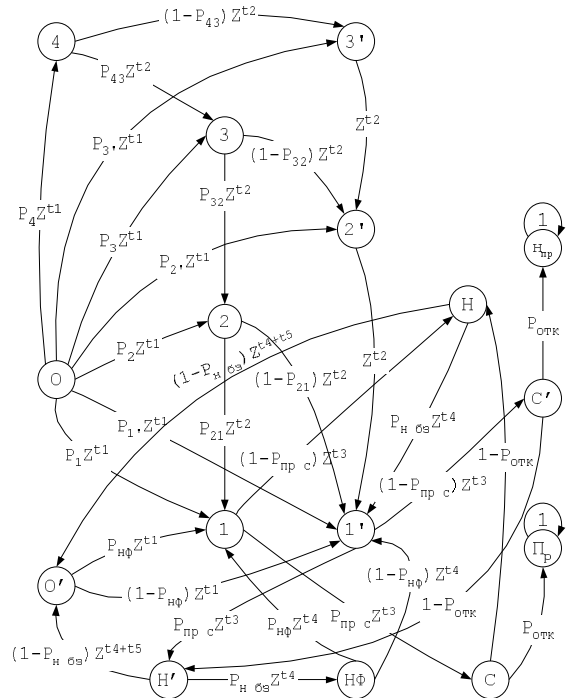 (1-P43)Z^t2
4
3'
P43Z^t2
Z^t2
3
P3'Z^t1
(1-P32)Z^t2
P32Z^t2
1
P4Z^t1
P3Z^t1
2'
Нпр
P2'Z^t1
Н
2
Pотк
(1-Pн бэ)Z^t4+t5
P2Z^t1
Z^t2
О
(1-P21)Z^t2
С'
P1'Z^t1
P21Z^t2
Pн бэZ^t4
P1Z^t1
(1-Pпр с)Z^t3
1-Pотк
(1-Pпр с)Z^t3
1
1
1'
Пр
PнфZ^t1
(1-Pнф)Z^t4
О'
(1-Pнф)Z^t1
1-Pотк
Pпр сZ^t3
PнфZ^t4
Pпр сZ^t3
Pотк
(1-Pн бэ)Z^t4+t5
Н'
Pн бэZ^t4
НФ
С